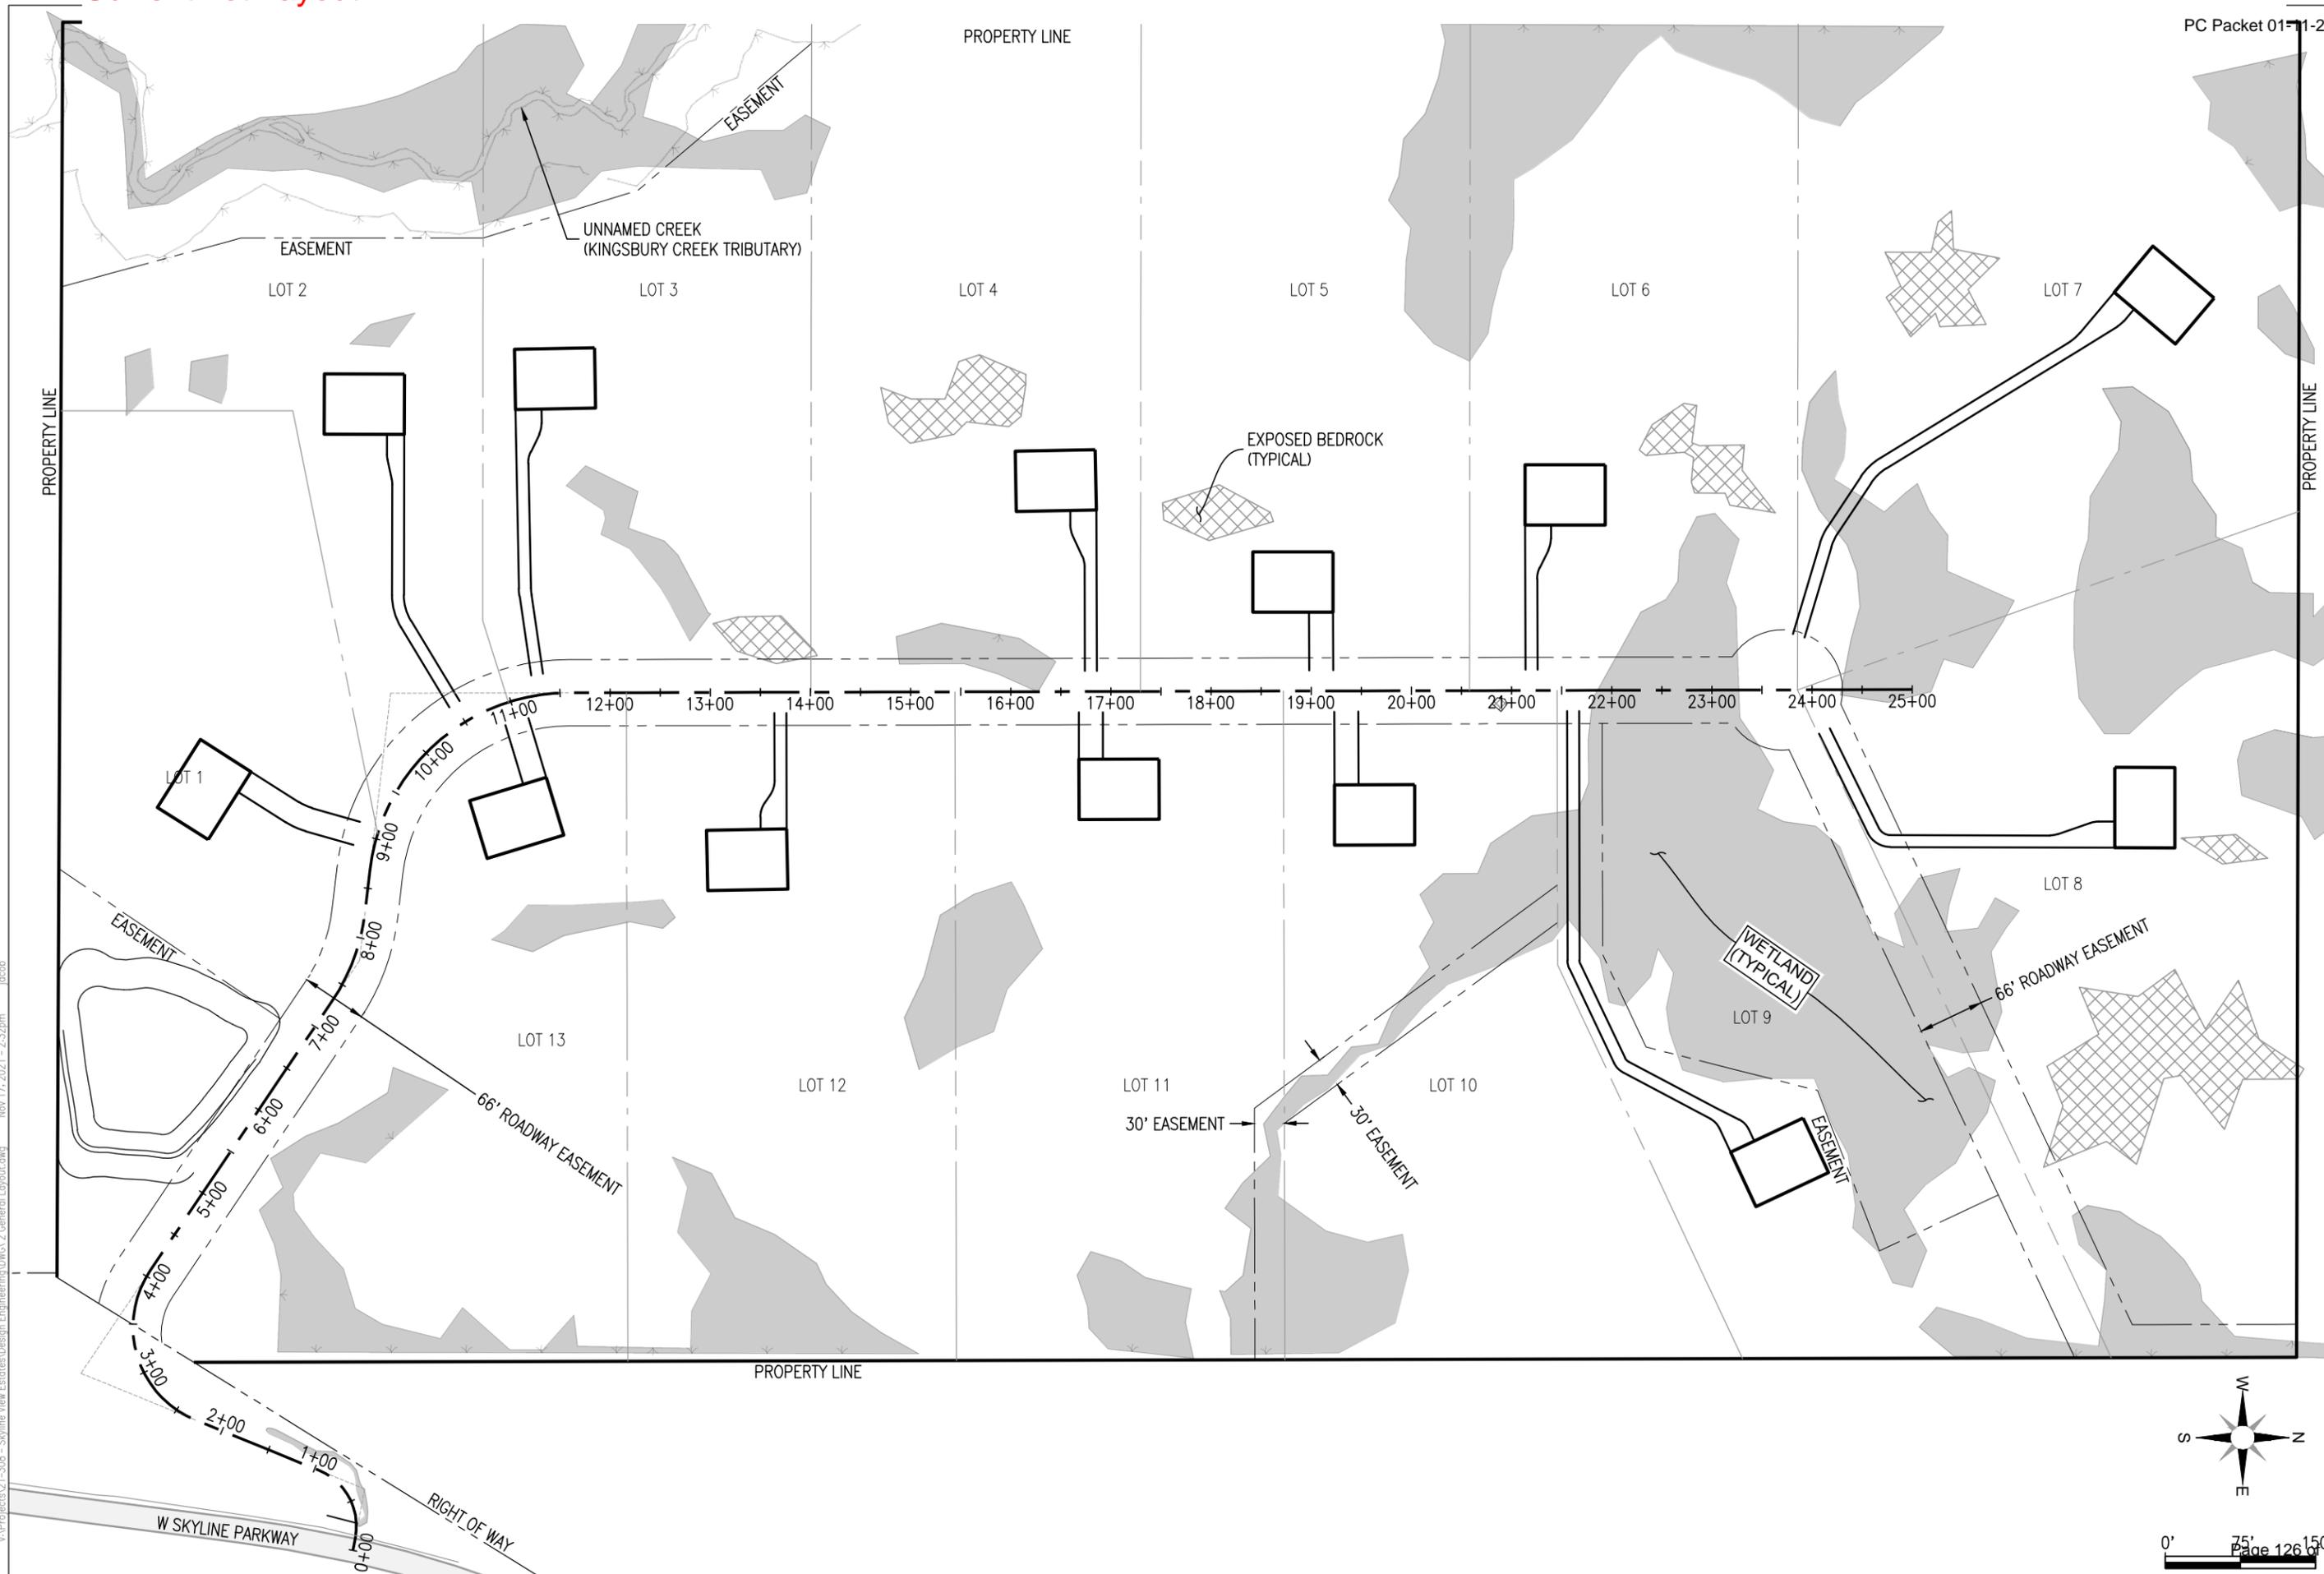 PC Packet 01-11-2
PROPERTY LINE
EASEMENT
UNNAMED CREEK
(KINGSBURY CREEK TRIBUTARY)
EASEMENT
LOT 2
LOT 3
LOT 4
LOT 5
LOT 6
LOT 7
PROPERTY LINE
PROPERTY LINE
EXPOSED BEDROCK
(TYPICAL)
11+00
12+00
13+00
14+00
15+00
16+00
17+00
18+00
19+00
20+00
21+00
22+00
23+00
24+00
25+00
10+00
LOT 1
9+00
LOT 8
8+00
EASEMENT
WETLAND
(TYPICAL)
66' ROADWAY EASEMENT
7+00
LOT 13
LOT 9
LOT 12
LOT 11
LOT 10
66' ROADWAY EASEMENT
6+00
30' EASEMENT
30' EASEMENT
EASEMENT
5+00
4+00
3+00
PROPERTY LINE
2+00
1+00
RIGHT OF WAY
W SKYLINE PARKWAY
0+00
W
S
N
E
0'
75'
150
Page 126 of